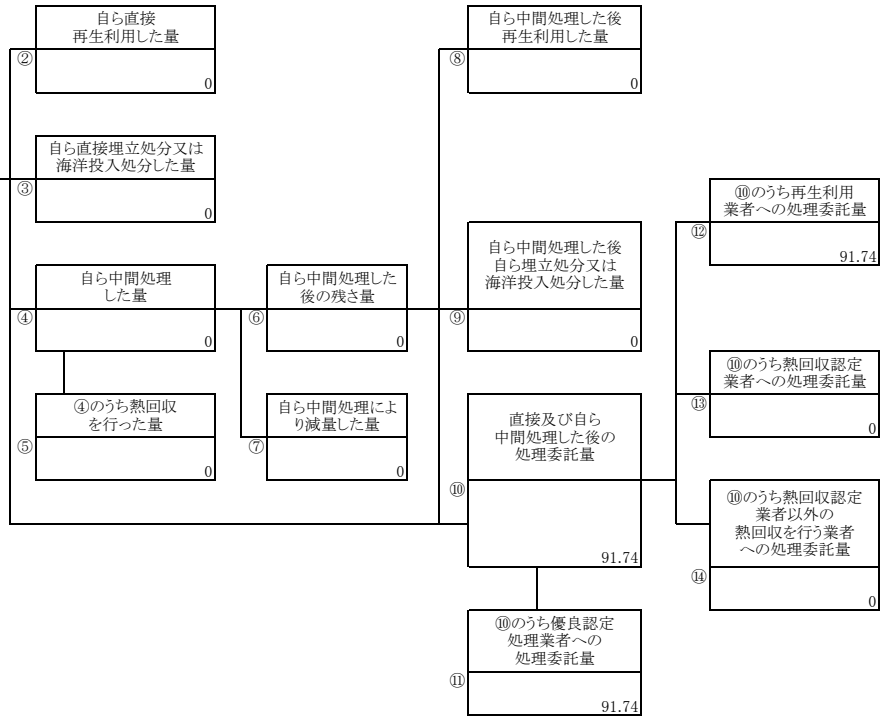 自ら直接
再生利用した量
②
0
自ら直接埋立処分又は
海洋投入処分した量
③
0
自ら中間処理
した量
④
0
④のうち熱回収
を行った量
⑤
0
自ら中間処理した
後の残さ量
⑥
0
自ら中間処理によ
り減量した量
⑦
0
自ら中間処理した後
再生利用した量
⑧
0
自ら中間処理した後
自ら埋立処分又は
海洋投入処分した量
⑨
0
直接及び自ら
中間処理した後の
処理委託量
⑩
91.74
⑩のうち優良認定
処理業者への
処理委託量
⑪
91.74
⑩のうち再生利用
業者への処理委託量
⑫
91.74
⑩のうち熱回収認定
業者への処理委託量
⑬
0
⑩のうち熱回収認定
業者以外の
熱回収を行う業者
への処理委託量
⑭
0